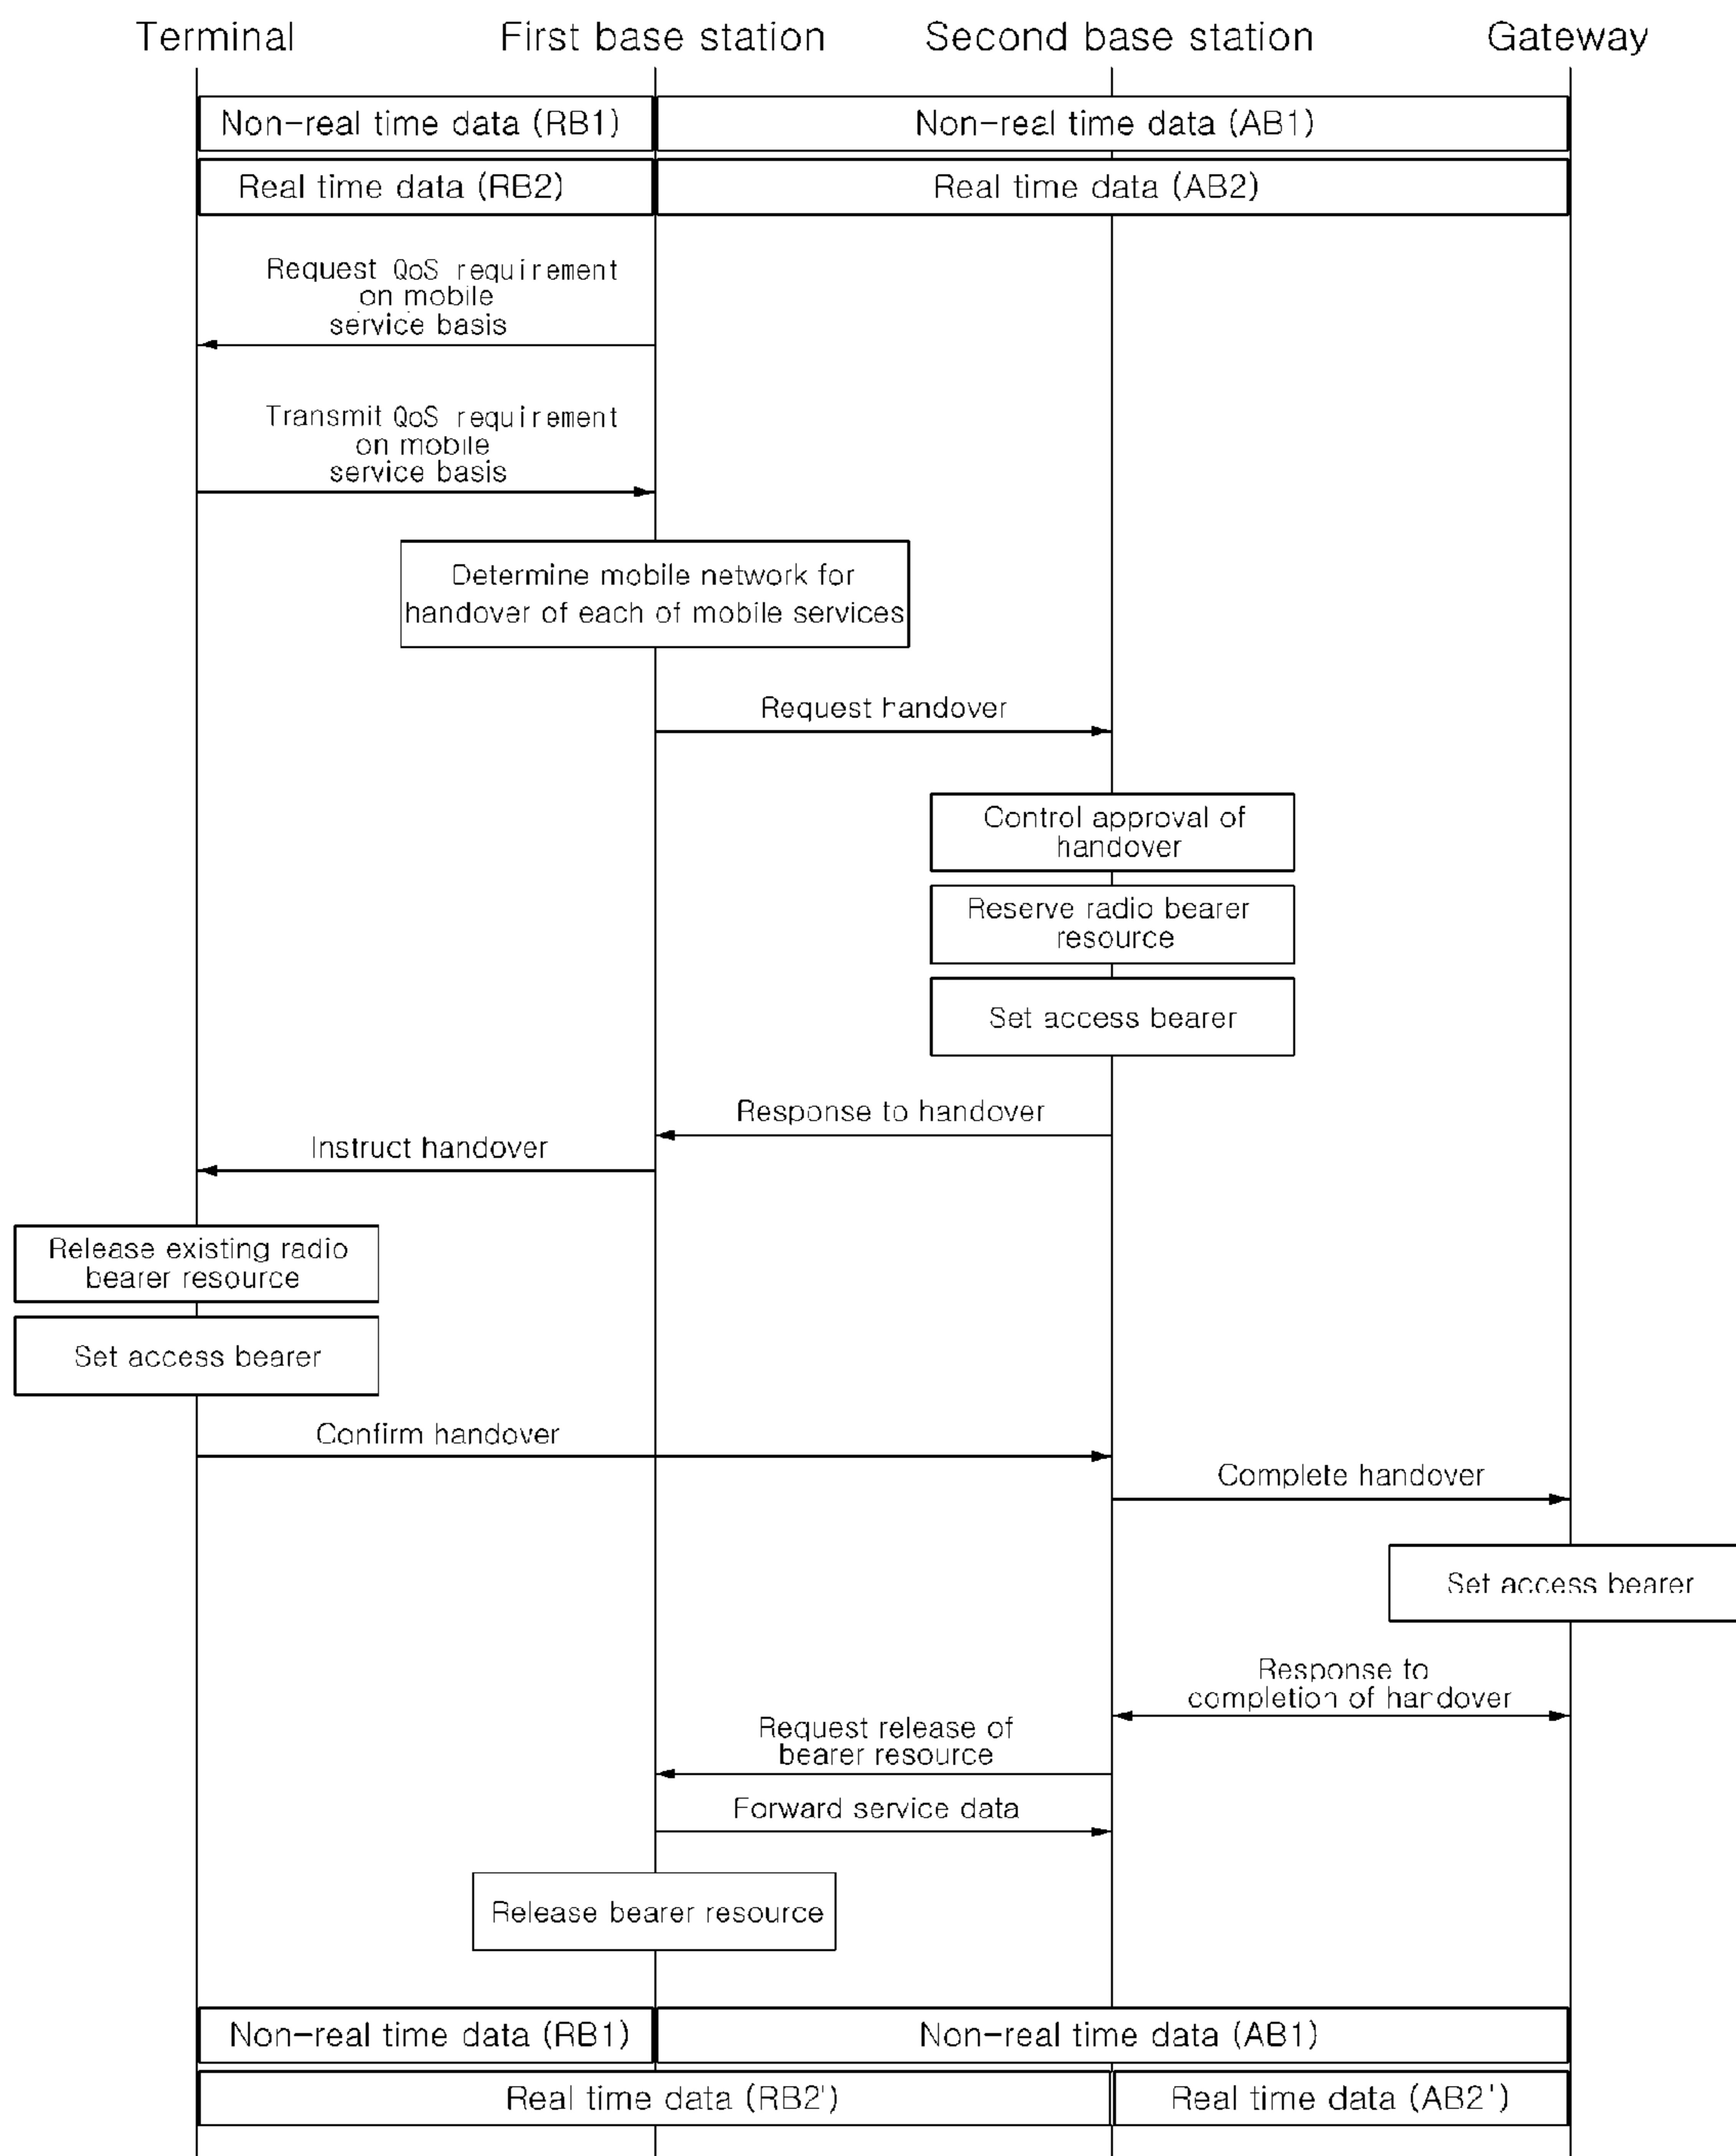 Terminal
First base station
Second base station
Gateway
Non-real time data (RB1)
Non-real time data (AB1)
Real time data (RB2)
Real time data (AB2)
Request QoS requirement
on mobile
service basis
Transmit QoS requirement
on mobile
service basis
Determine mobile network for
handover of each of mobile services
Request handover
Control approval of
handover
Reserve radio bearer
resource
Set access bearer
Response to handover
Instruct handover
Release existing radio
bearer resource
Set access bearer
Confirm handover
Complete handover
Set access bearer
Response to
completion of handover
Request release of
bearer resource
Forward service data
Release bearer resource
Non-real time data (RB1)
Non-real time data (AB1)
Real time data (RB2')
Real time data (AB2')